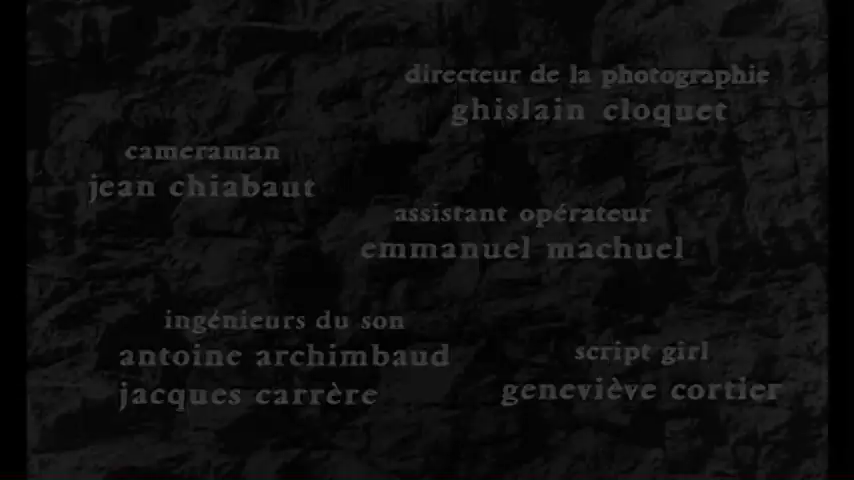 directeur de la photographie
ghislain cloquet
cameraman
jean chiabaut
assistant opérateur
emmanuel machuel
ingénieurs du son
antoine archimbaud
jacques carrère
script girl
geneviève cortier